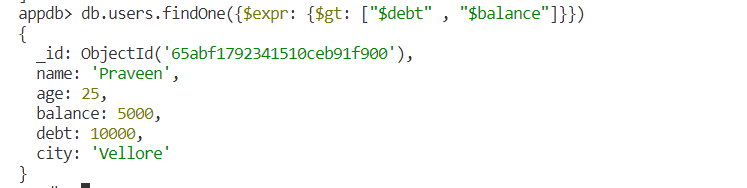 appdb> db.users.findOne({$expr: {$gt: ["$debt" , "$balance"]}})
{
  _id: ObjectId('65abf1792341510ceb91f900'),
  name: 'Praveen',
  age: 25,
  balance: 5000,
  debt: 10000,
  city: 'Vellore'
}